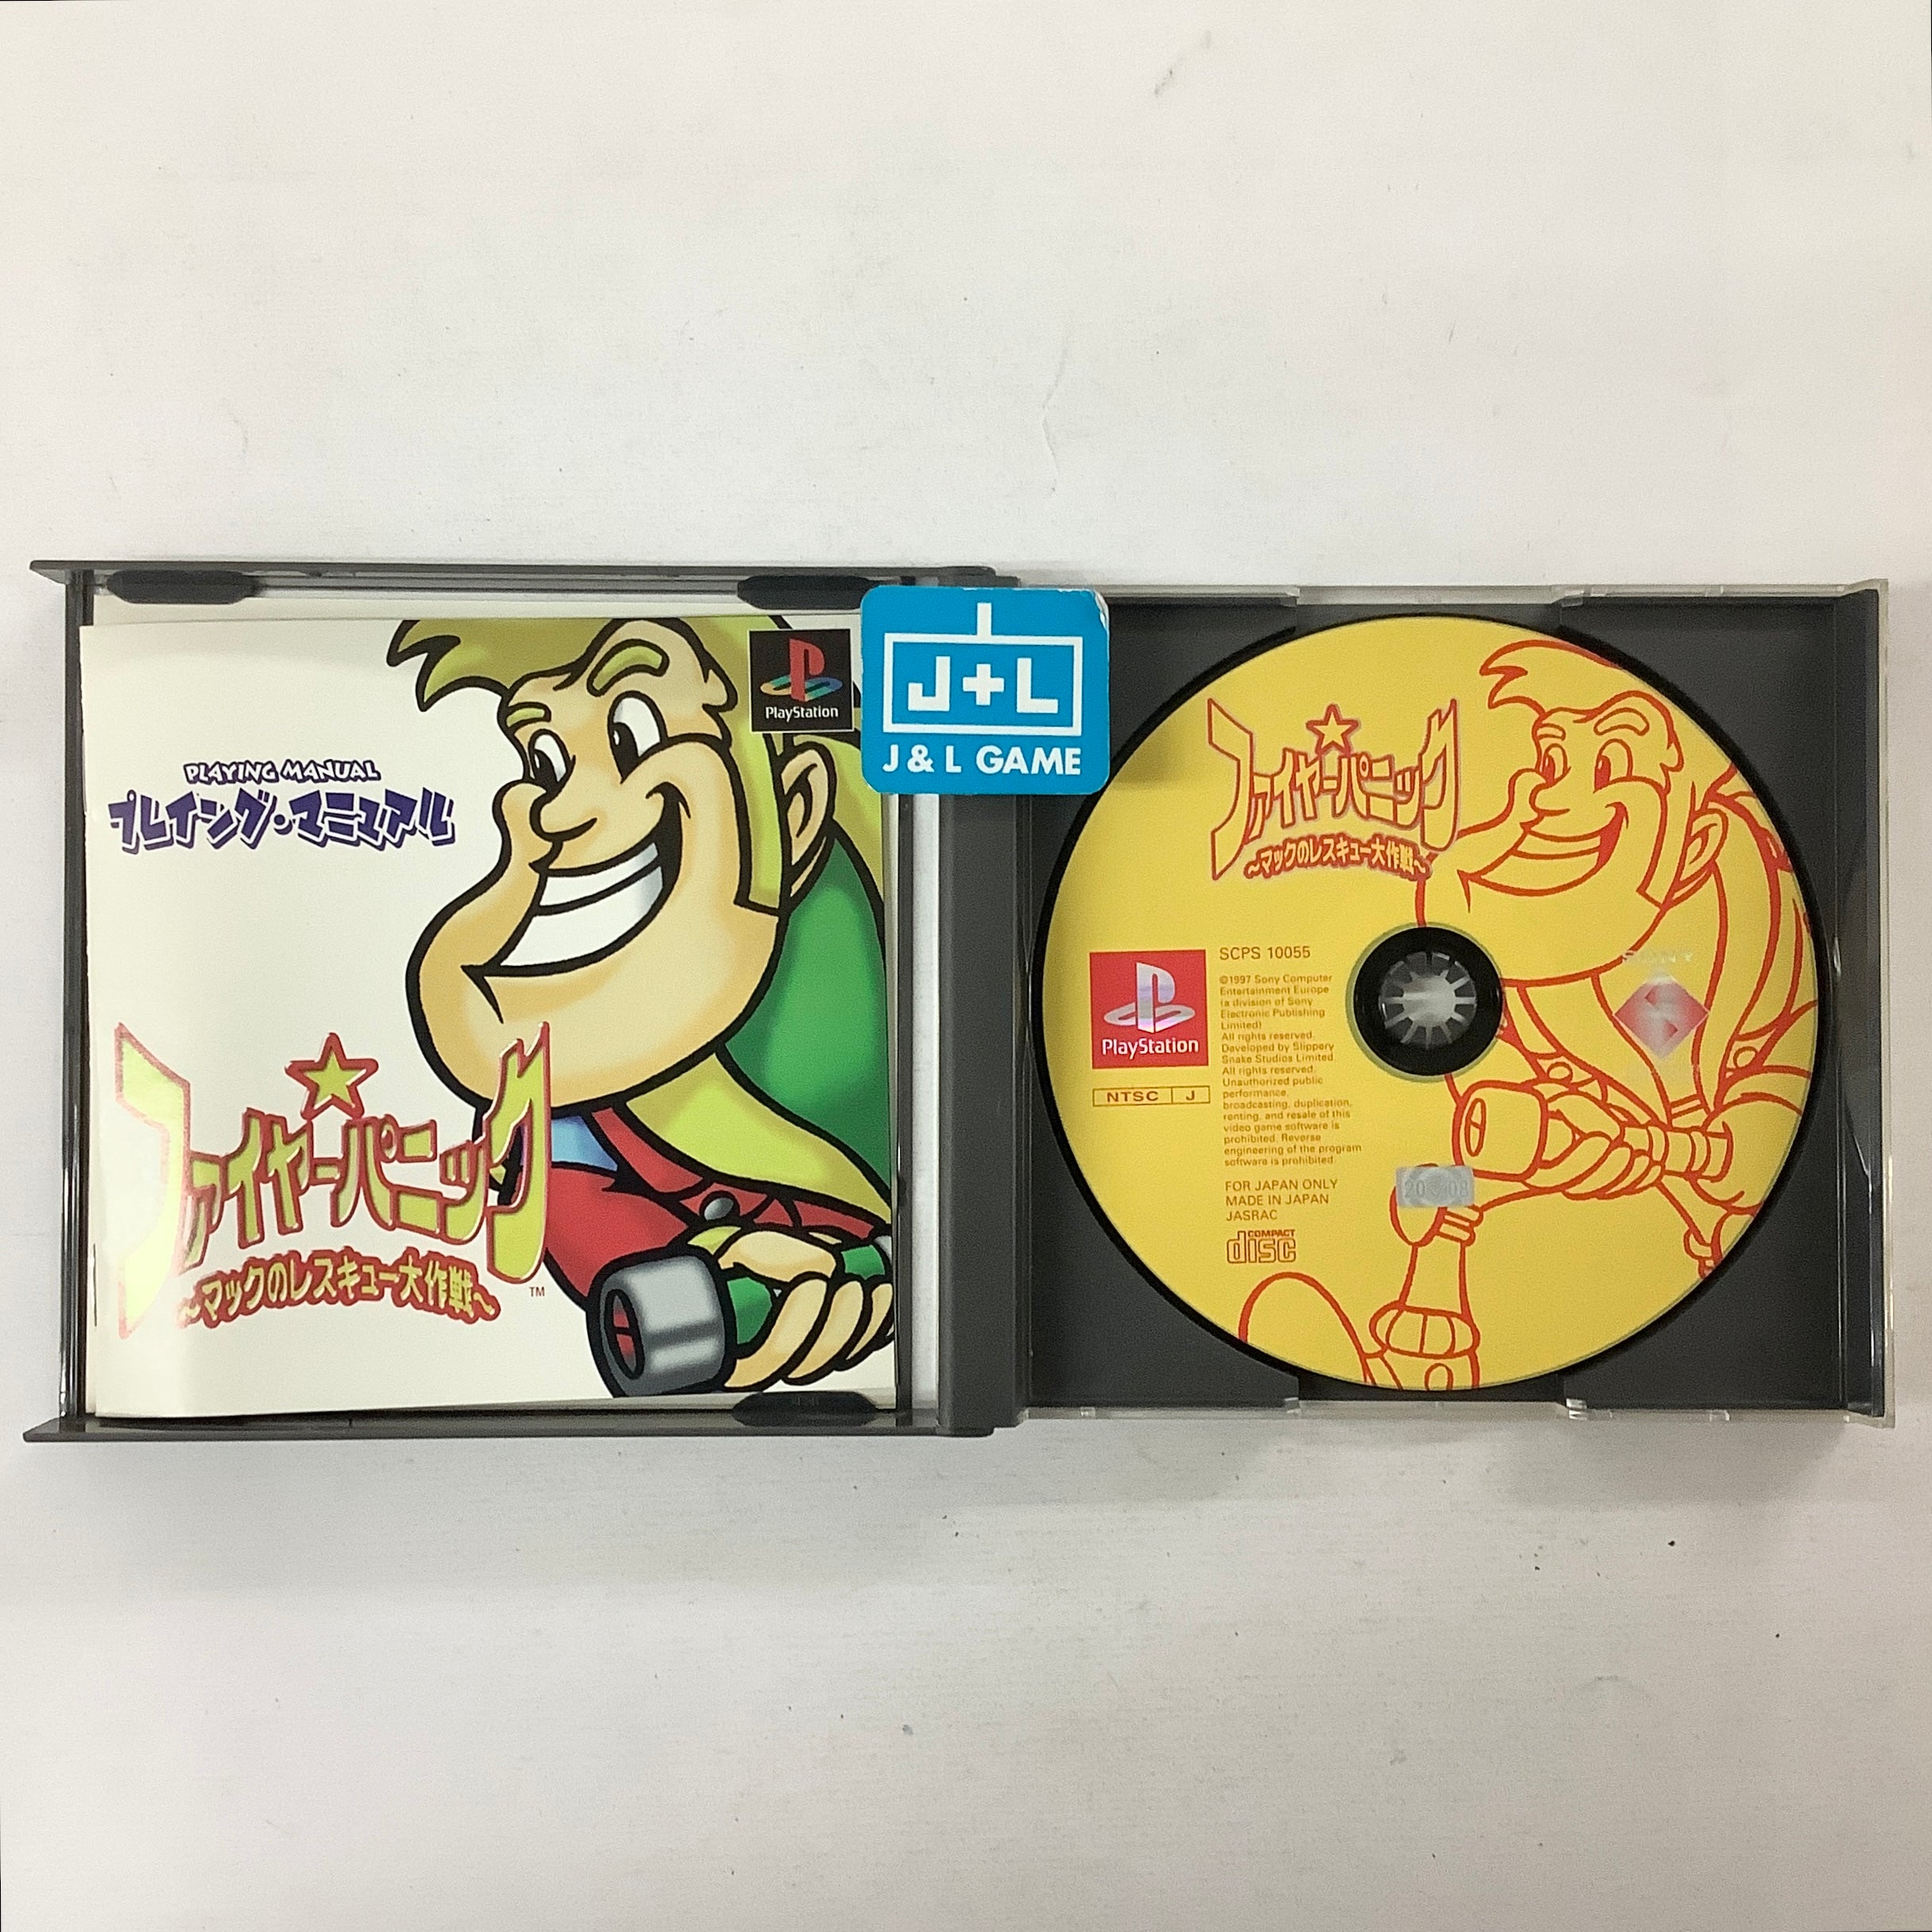 PlayStation
PLAYING MANUAL
プレイング・マニュアル
ファイヤーパニック
～マックのレスキュー大作戦～
TM
J+L
J & L GAME
ファイヤーパニック
～マックのレスキュー大作戦～
PlayStation
NTSC J
SCPS 10055
©1997 Sony Computer
Entertainment Europe
is division of Sony
Electronic Publishing
Limited!
All rights reserved.
Developed by Slippery
Snake Studios Limited
All rights reserved.
Unauthorized public
performance,
broadcasting, duplication,
renting, and resale of this
video game software is
prohibited. Reverse
engineering of the program
software is prohibited.
FOR JAPAN ONLY
MADE IN JAPAN
JASRAC
COMPACT
disc
SONY